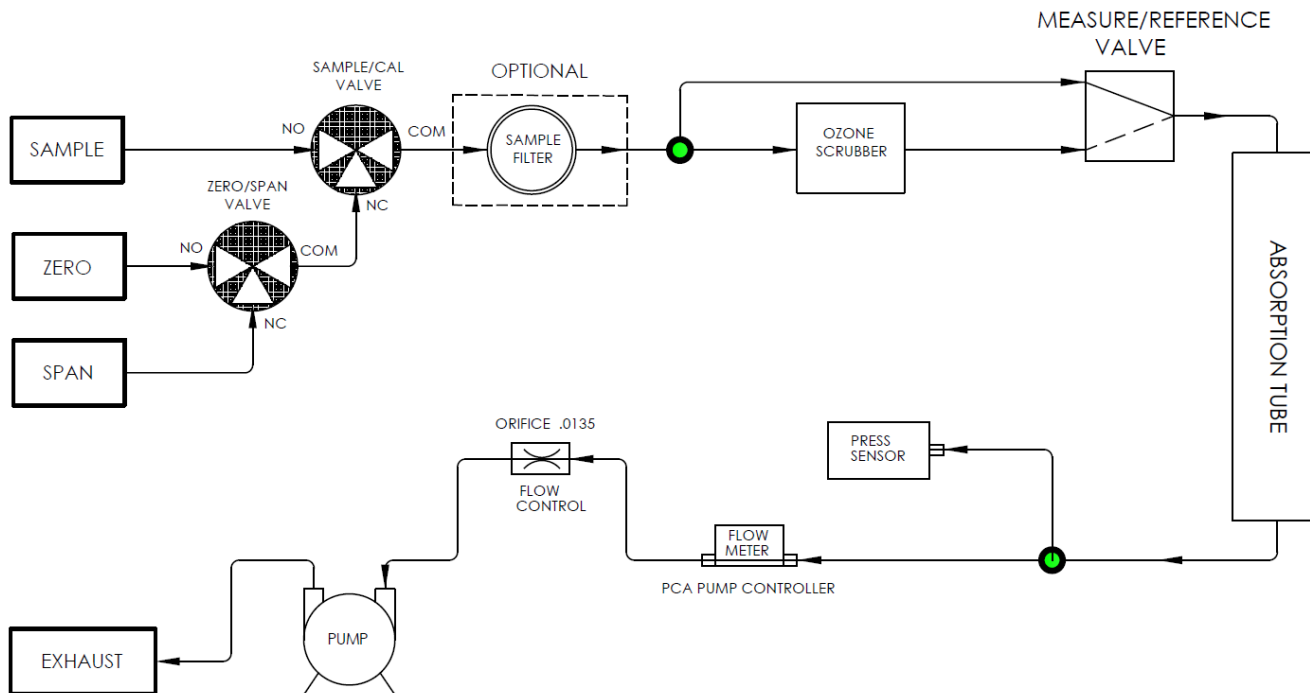 MEASURE/REFERENCE
VALVE
SAMPLE/CAL
VALVE
OPTIONAL
SAMPLE
NO
COM
SAMPLE
FILTER
OZONE
SCRUBBER
ZERO/SPAN
VALVE
NC
ZERO
NO
COM
NC
SPAN
ABSORPTION TUBE
ORIFICE .0135
FLOW
CONTROL
PRESS
SENSOR
FLOW
METER
PCA PUMP CONTROLLER
PUMP
EXHAUST